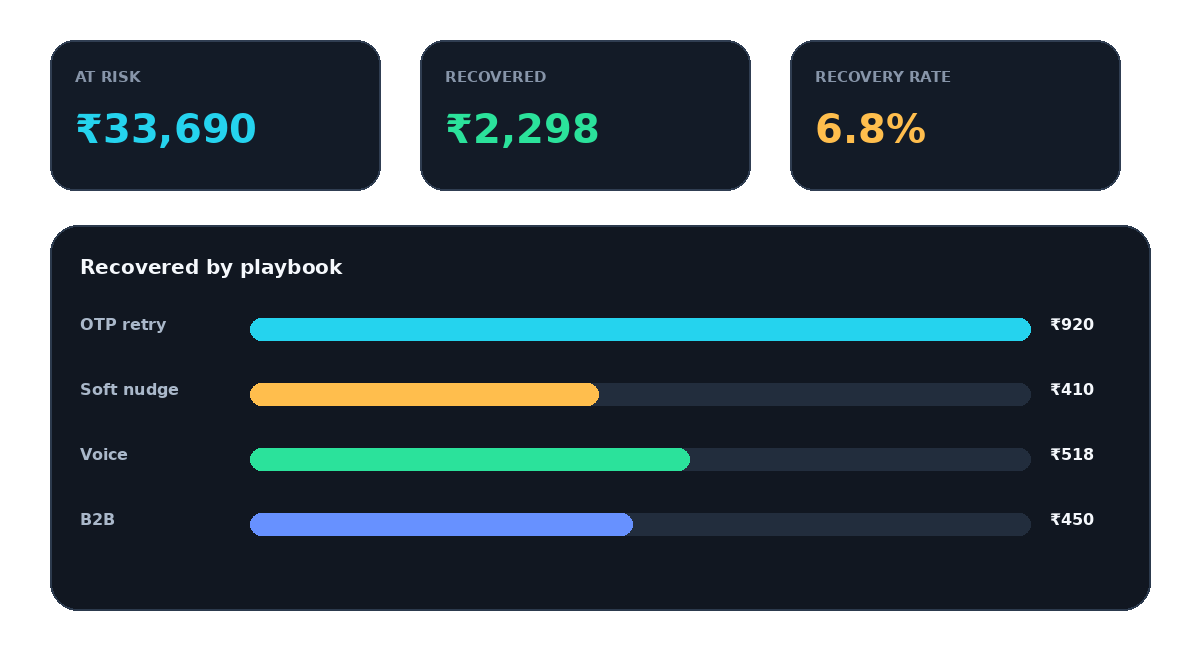 AT RISK
₹33,690
RECOVERED
₹2,298
RECOVERY RATE
6.8%
Recovered by playbook
OTP retry ₹920
Soft nudge ₹410
Voice ₹518
B2B ₹450